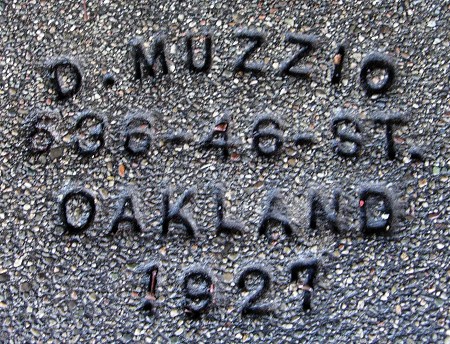 D. MUZZIO
636-46-ST.
OAKLAND
1927